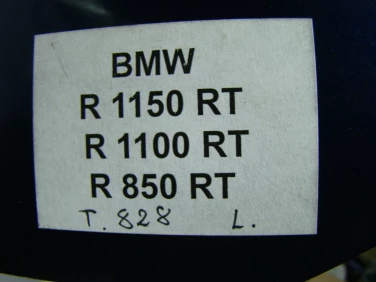 BMW
R 1150 RT
R 1100 RT
R 850 RT
T. 828 L.